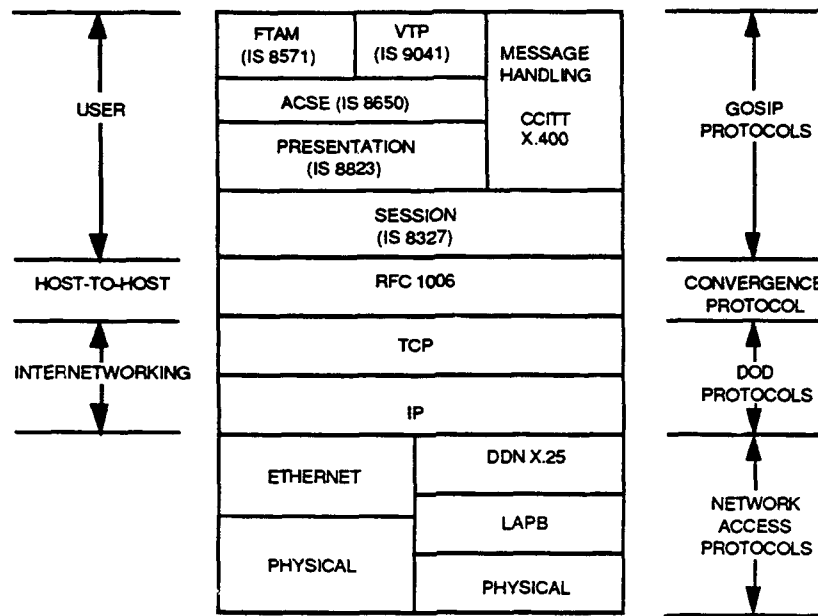 USER
HOST-TO-HOST
INTERNETWORKING
FTAM
(IS 8571)
VTP
(IS 9041)
MESSAGE
HANDLING
CCITT
X.400
ACSE (IS 8650)
PRESENTATION
(IS 8823)
SESSION
(IS 8327)
RFC 1006
TCP
IP
ETHERNET
PHYSICAL
DDN X.25
LAPB
PHYSICAL
GOSIP
PROTOCOLS
CONVERGENCE
PROTOCOL
DOD
PROTOCOLS
NETWORK
ACCESS
PROTOCOLS